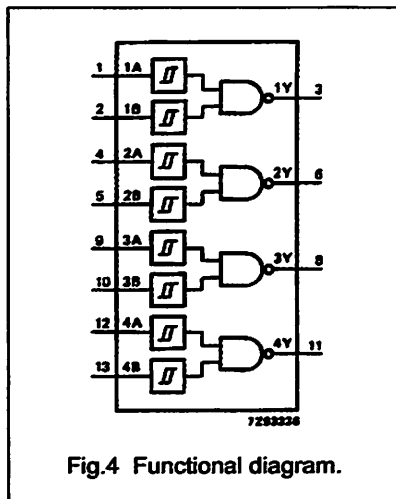 1 1A 1Y 3
2 1B
4 2A 2Y 6
5 2B
9 3A 3Y 8
10 3B
12 4A 4Y 11
13 4B
7293336
Fig.4 Functional diagram.